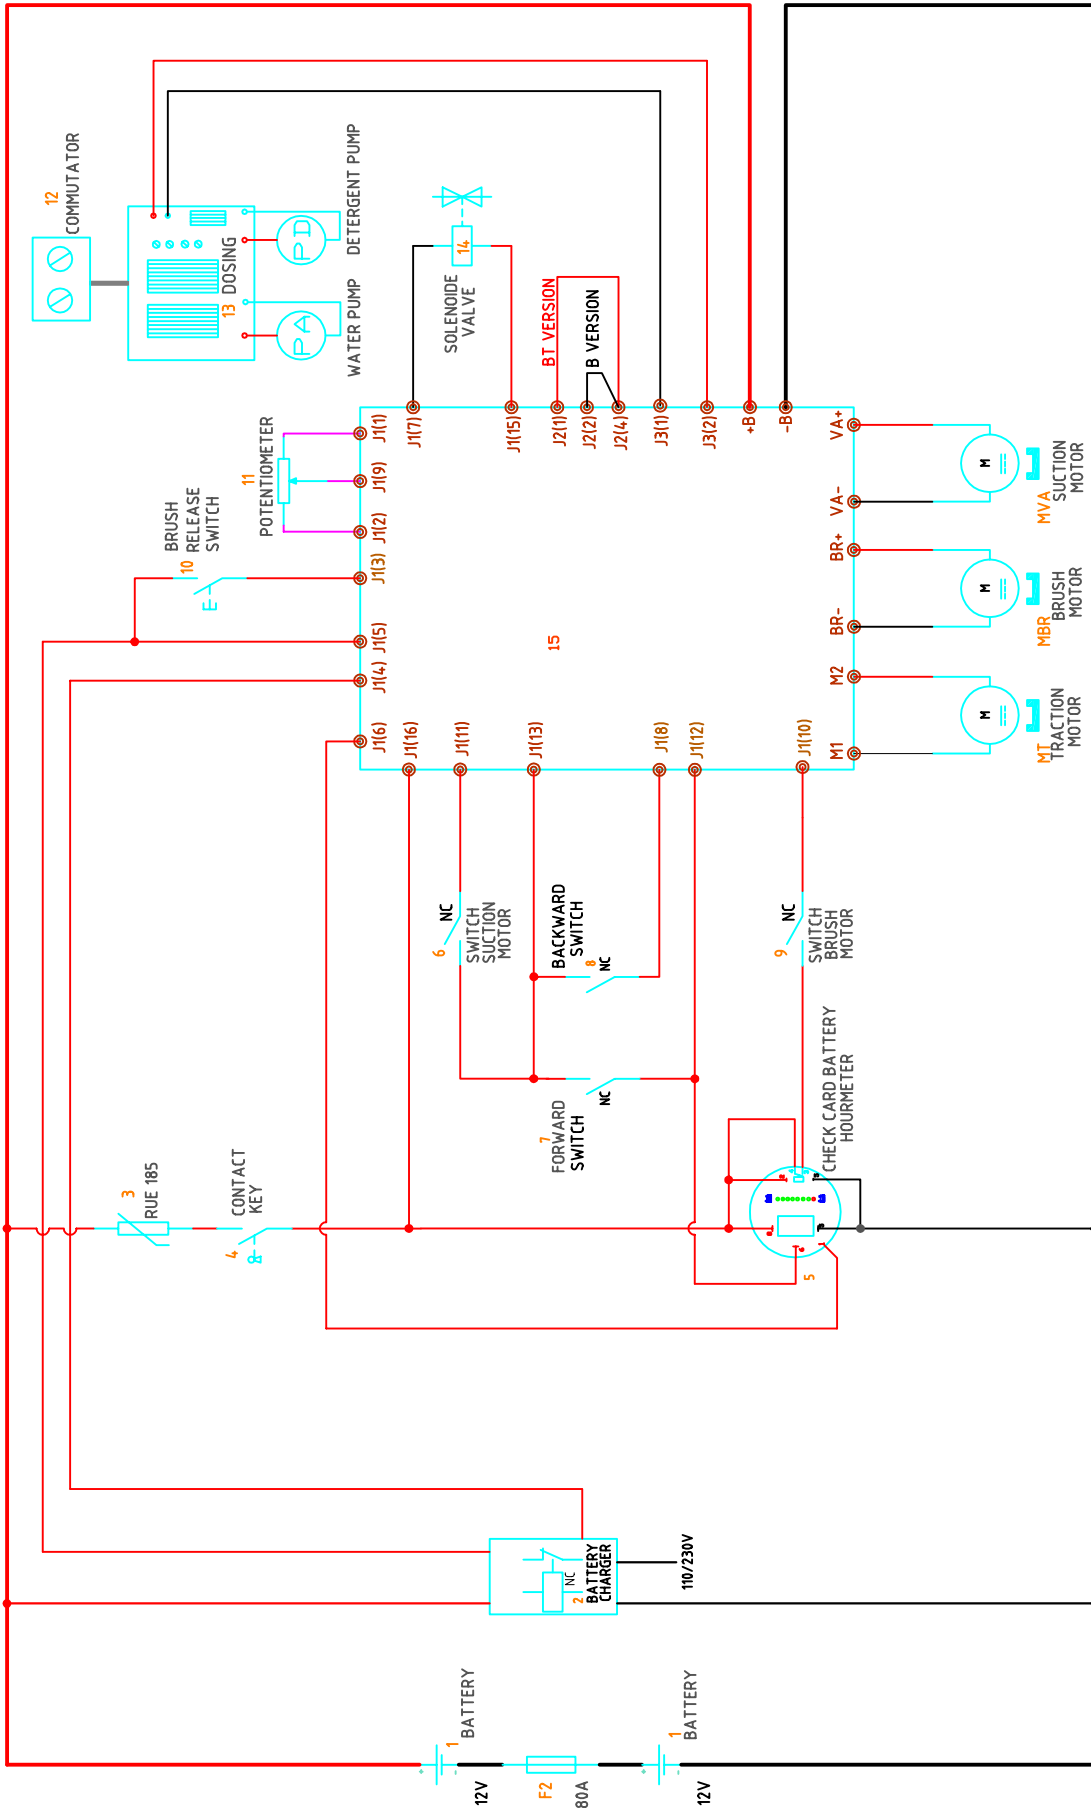 12
COMMUTATOR
13
DOSING
PD
DETERGENT PUMP
PA
WATER PUMP
14
SOLENOIDE
VALVE
BT VERSION
B VERSION
11
POTENTIOMETER
10
BRUSH
RELEASE
SWITCH
J1(1)
J1(9)
J1(2)
J1(3)
J1(5)
J1(4)
J1(6)
J1(7)
J1(15)
J2(1)
J2(2)
J2(4)
J3(1)
J3(2)
+B
-B
VA+
VA-
BR+
BR-
M2
M1
15
J1(16)
J1(11)
J1(13)
J1(8)
J1(12)
J1(10)
M
MVA
SUCTION
MOTOR
M
MBR
BRUSH
MOTOR
M
MT
TRACTION
MOTOR
6
NC
SWITCH
SUCTION
MOTOR
BACKWARD
SWITCH
8
NC
7
FORWARD
SWITCH
NC
9
NC
SWITCH
BRUSH
MOTOR
CHECK CARD BATTERY
HOURMETER
5
3
RUE 185
4
CONTACT
KEY
NC
2
BATTERY
CHARGER
110/230V
1
BATTERY
12V
+
-
F2
80A
1
BATTERY
12V
+
-